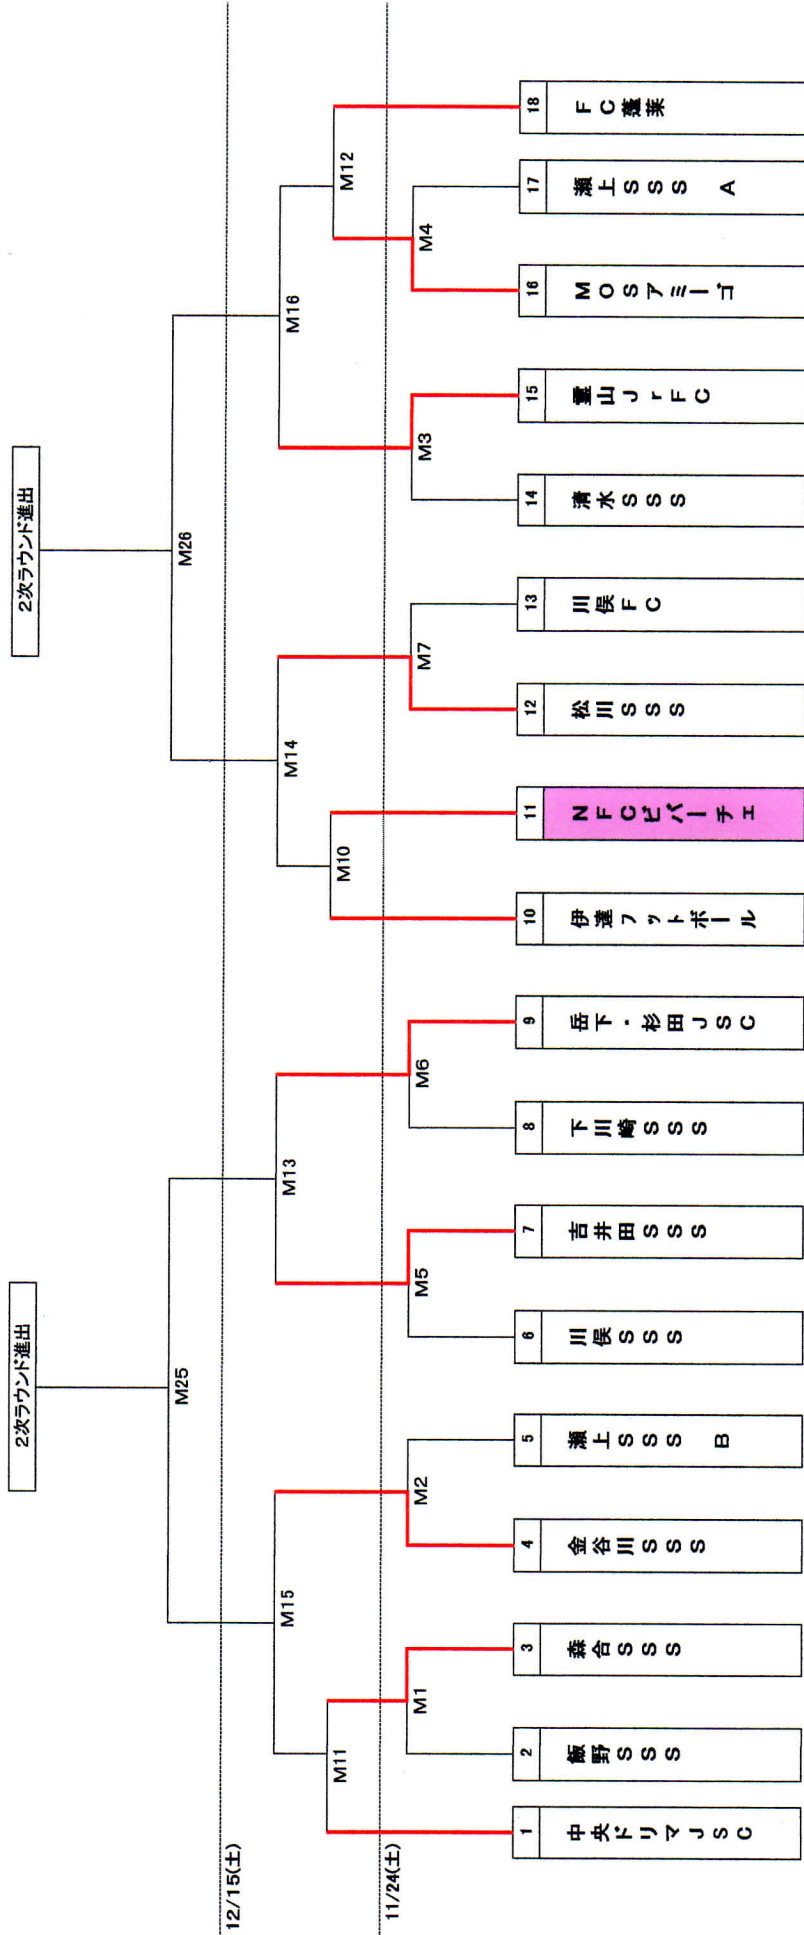 2次ラウンド進出
2次ラウンド進出
M25
M26
12/15(土)
M15
M13
M14
M16
M11
M10
M12
11/24(土)
M1
M2
M5
M6
M7
M3
M4
1
中央ドリマJSC
2
飯野SSS
3
森合SSS
4
金谷川SSS
5
瀬上SSS B
6
川俣SSS
7
吉井田SSS
8
下川崎SSS
9
岳下・杉田JSC
10
伊達フットボール
11
NFCビバーチェ
12
松川SSS
13
川俣FC
14
清水SSS
15
霊山JrFC
16
MOSアミーゴ
17
瀬上SSS A
18
FC蓬莱